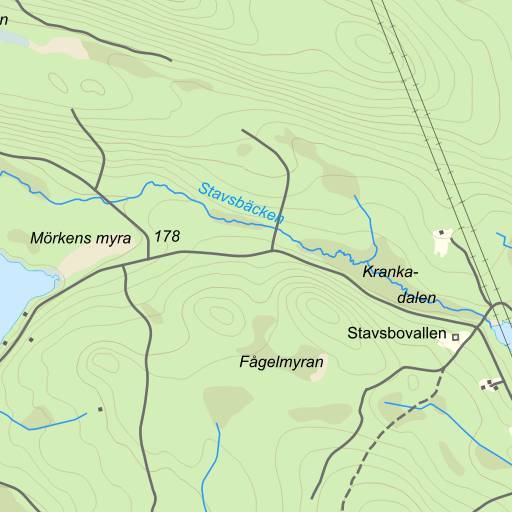 n
Stavsbäcken
Mörkens myra
178
Kranka-
dalen
Stavsbovallen
Fågelmyran